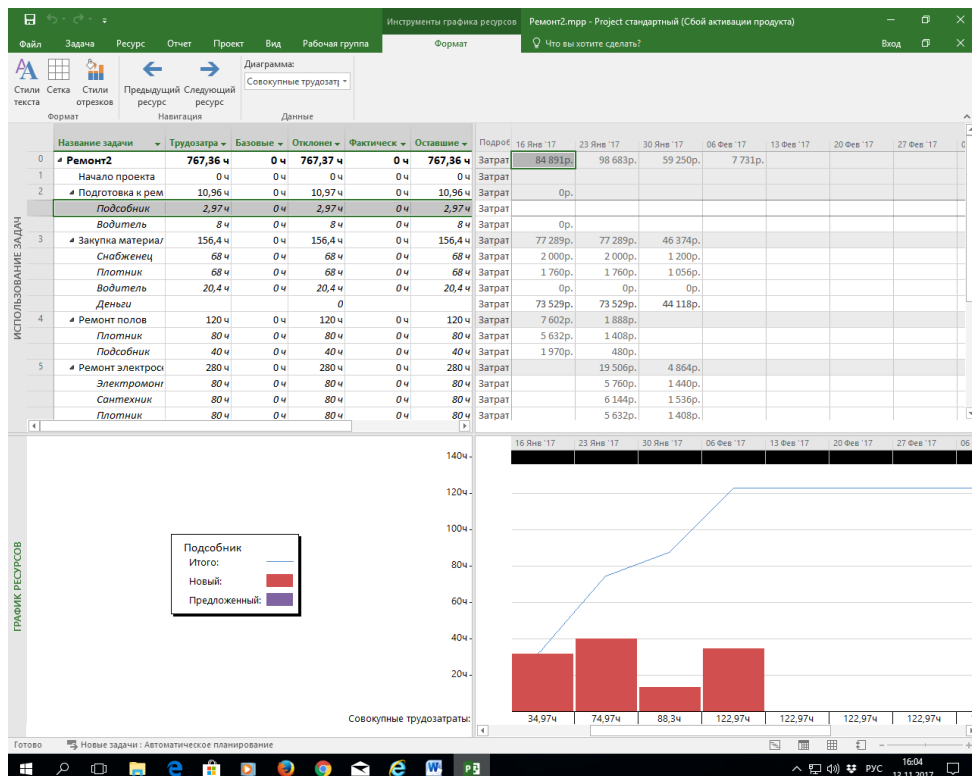 Инструменты графика ресурсов Ремонт2.mpp - Project стандартный (Сбой активации продукта)
Файл Задача Ресурс Отчет Проект Вид Рабочая группа Формат Что вы хотите сделать? Вход
Диаграмма:
Совокупные трудозат
Стили текста Сетка Стили отрезков Предыдущий ресурс Следующий ресурс
Формат Навигация Данные
Название задачи Трудозатра Базовые Отклонен Фактическ Оставшие Подроб 16 Янв '17 23 Янв '17 30 Янв '17 06 Фев '17 13 Фев '17 20 Фев '17 27 Фев '17
0 Ремонт2 767,36 ч 0 ч 767,37 ч 0 ч 767,36 ч Затрат 84 891р. 98 683р. 59 250р. 7 731р.
1 Начало проекта 0 ч 0 ч 0 ч 0 ч 0 ч Затрат
2 Подготовка к рем 10,96 ч 0 ч 10,97 ч 0 ч 10,96 ч Затрат 0р.
Подсобник 2,97 ч 0 ч 2,97 ч 0 ч 2,97 ч Затрат
Водитель 8 ч 0 ч 8 ч 0 ч 8 ч Затрат 0р.
3 Закупка материал 156,4 ч 0 ч 156,4 ч 0 ч 156,4 ч Затрат 77 289р. 77 289р. 46 374р.
Снабженец 68 ч 0 ч 68 ч 0 ч 68 ч Затрат 2 000р. 2 000р. 1 200р.
Плотник 68 ч 0 ч 68 ч 0 ч 68 ч Затрат 1 760р. 1 760р. 1 056р.
Водитель 20,4 ч 0 ч 20,4 ч 0 ч 20,4 ч Затрат 0р. 0р. 0р.
Деньги 0 Затрат 73 529р. 73 529р. 44 118р.
4 Ремонт полов 120 ч 0 ч 120 ч 0 ч 120 ч Затрат 7 602р. 1 888р.
Плотник 80 ч 0 ч 80 ч 0 ч 80 ч Затрат 5 632р. 1 408р.
Подсобник 40 ч 0 ч 40 ч 0 ч 40 ч Затрат 1 970р. 480р.
5 Ремонт электрос 280 ч 0 ч 280 ч 0 ч 280 ч Затрат 19 506р. 4 864р.
Электромон 80 ч 0 ч 80 ч 0 ч 80 ч Затрат 5 760р. 1 440р.
Сантехник 80 ч 0 ч 80 ч 0 ч 80 ч Затрат 6 144р. 1 536р.
Плотник 80 ч 0 ч 80 ч 0 ч 80 ч Затрат 5 632р. 1 408р.
ИСПОЛЬЗОВАНИЕ ЗАДАЧ
16 Янв '17 23 Янв '17 30 Янв '17 06 Фев '17 13 Фев '17 20 Фев '17 27 Фев '17 06
140ч
120ч
100ч
80ч
60ч
40ч
20ч
Подсобник
Итого:
Новый:
Предложенный:
ГРАФИК РЕСУРСОВ
Совокупные трудозатраты: 34,97ч 74,97ч 88,3ч 122,97ч 122,97ч 122,97ч 122,97ч
Готово Новые задачи : Автоматическое планирование
РУС 16:04
13.11.2017